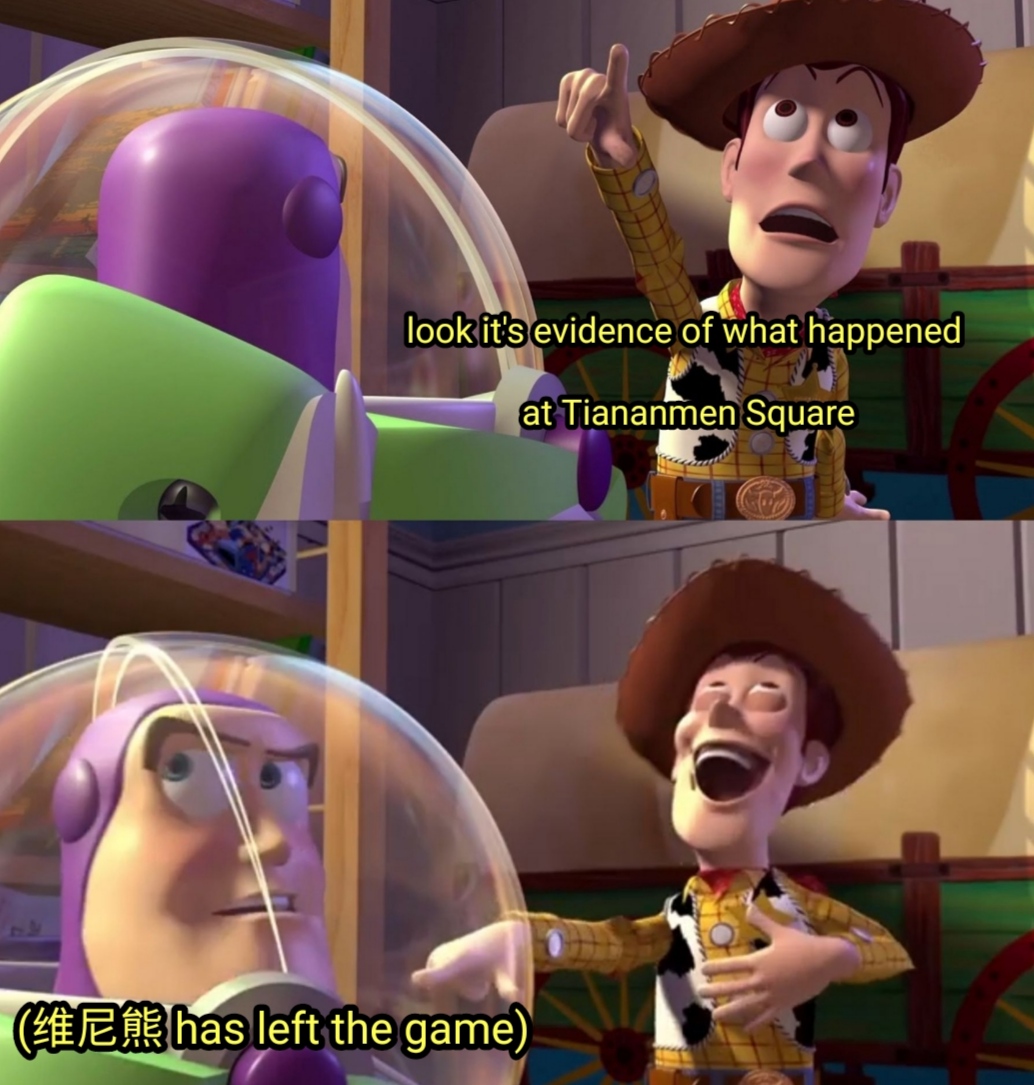 look it's evidence of what happened
at Tiananmen Square
(维尼熊 has left the game)